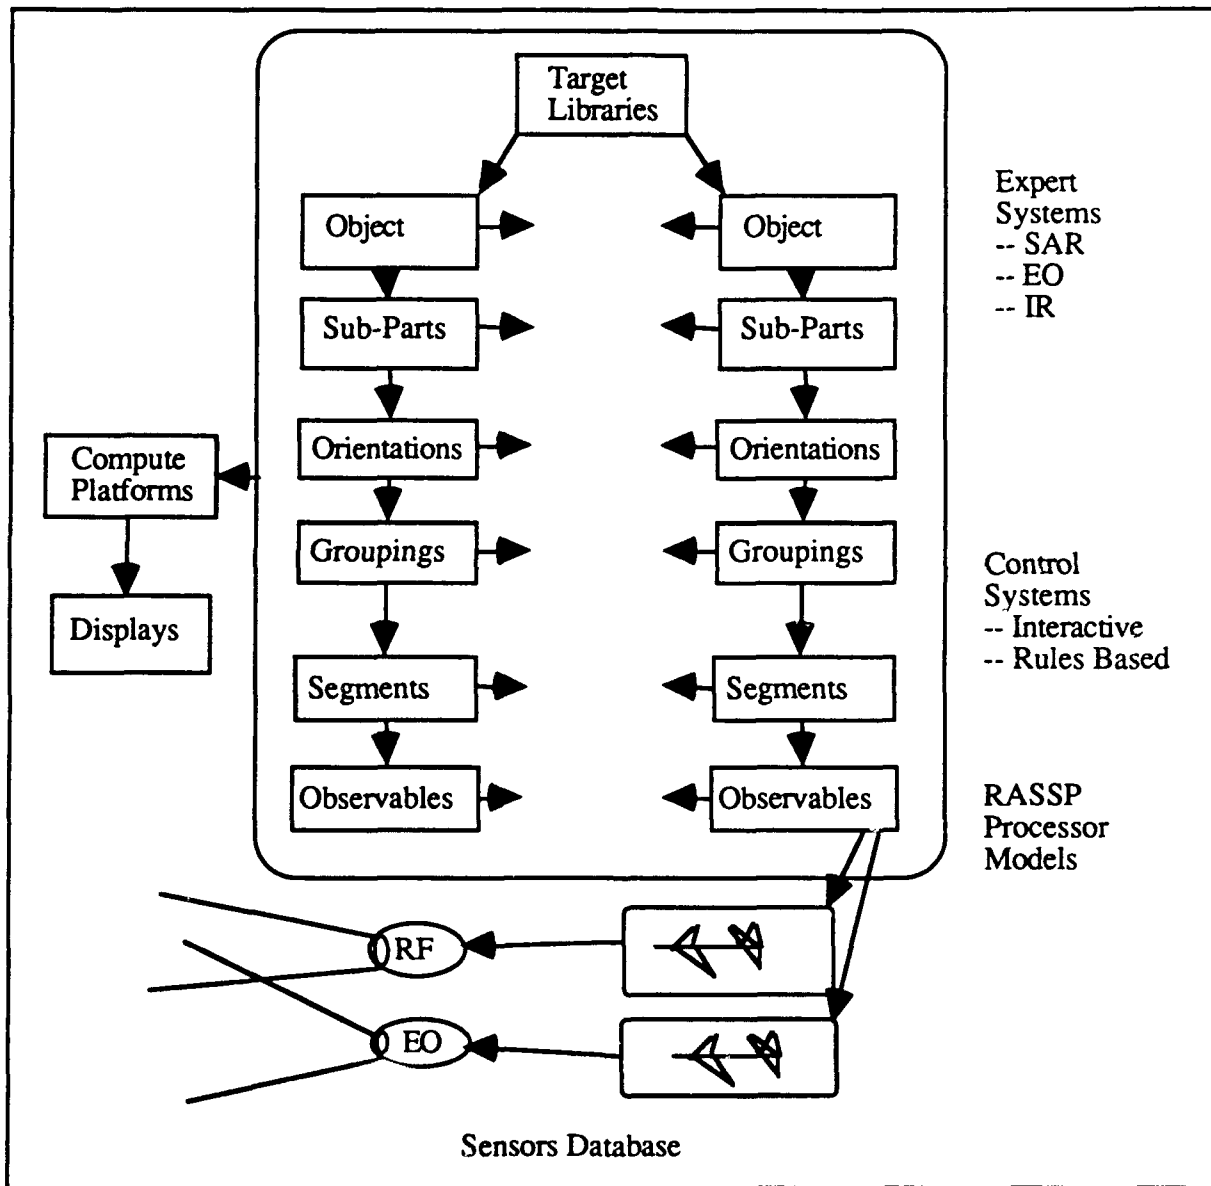 Target
Libraries
Object
Object
Expert
Systems
-- SAR
-- EO
-- IR
Sub-Parts
Sub-Parts
Orientations
Orientations
Compute
Platforms
Groupings
Groupings
Control
Systems
-- Interactive
-- Rules Based
Displays
Segments
Segments
Observables
Observables
RASSP
Processor
Models
RF
EO
Sensors Database